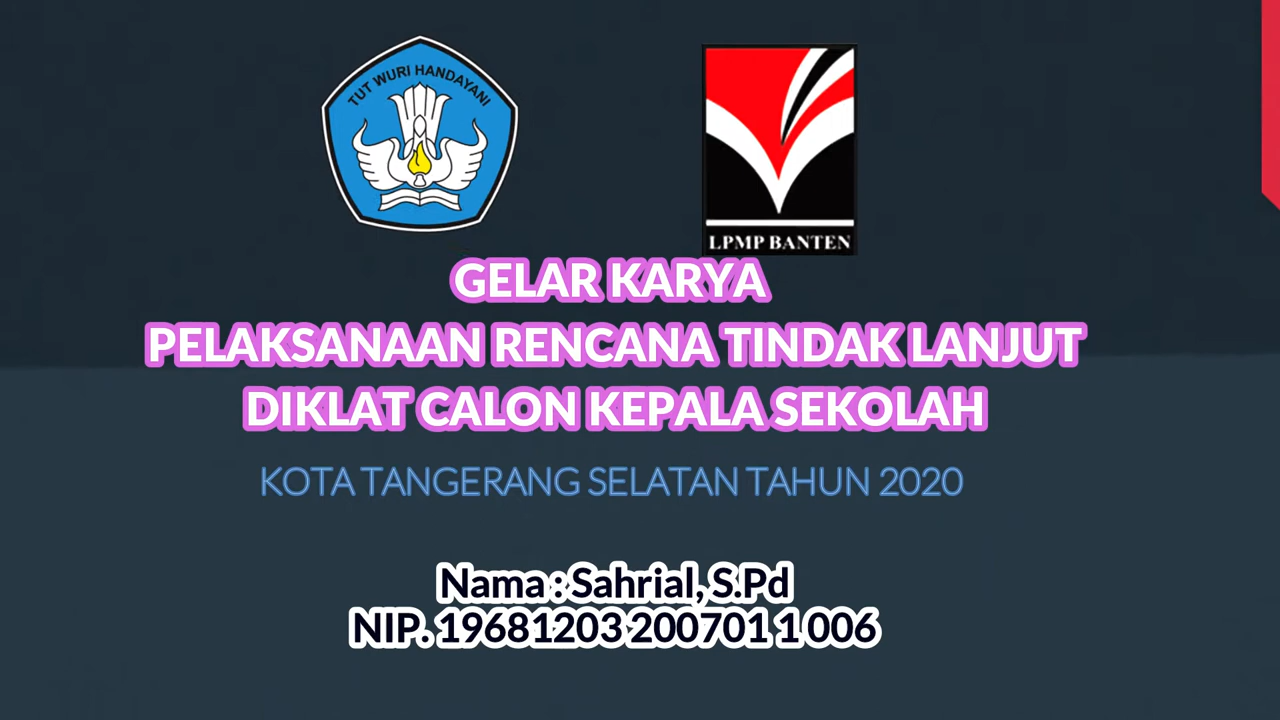 TUT WURI HANDAYANI
LPMP BANTEN
GELAR KARYA
PELAKSANAAN RENCANA TINDAK LANJUT
DIKLAT CALON KEPALA SEKOLAH
KOTA TANGERANG SELATAN TAHUN 2020
Nama : Sahrial, S.Pd
NIP. 19681203 200701 1 006